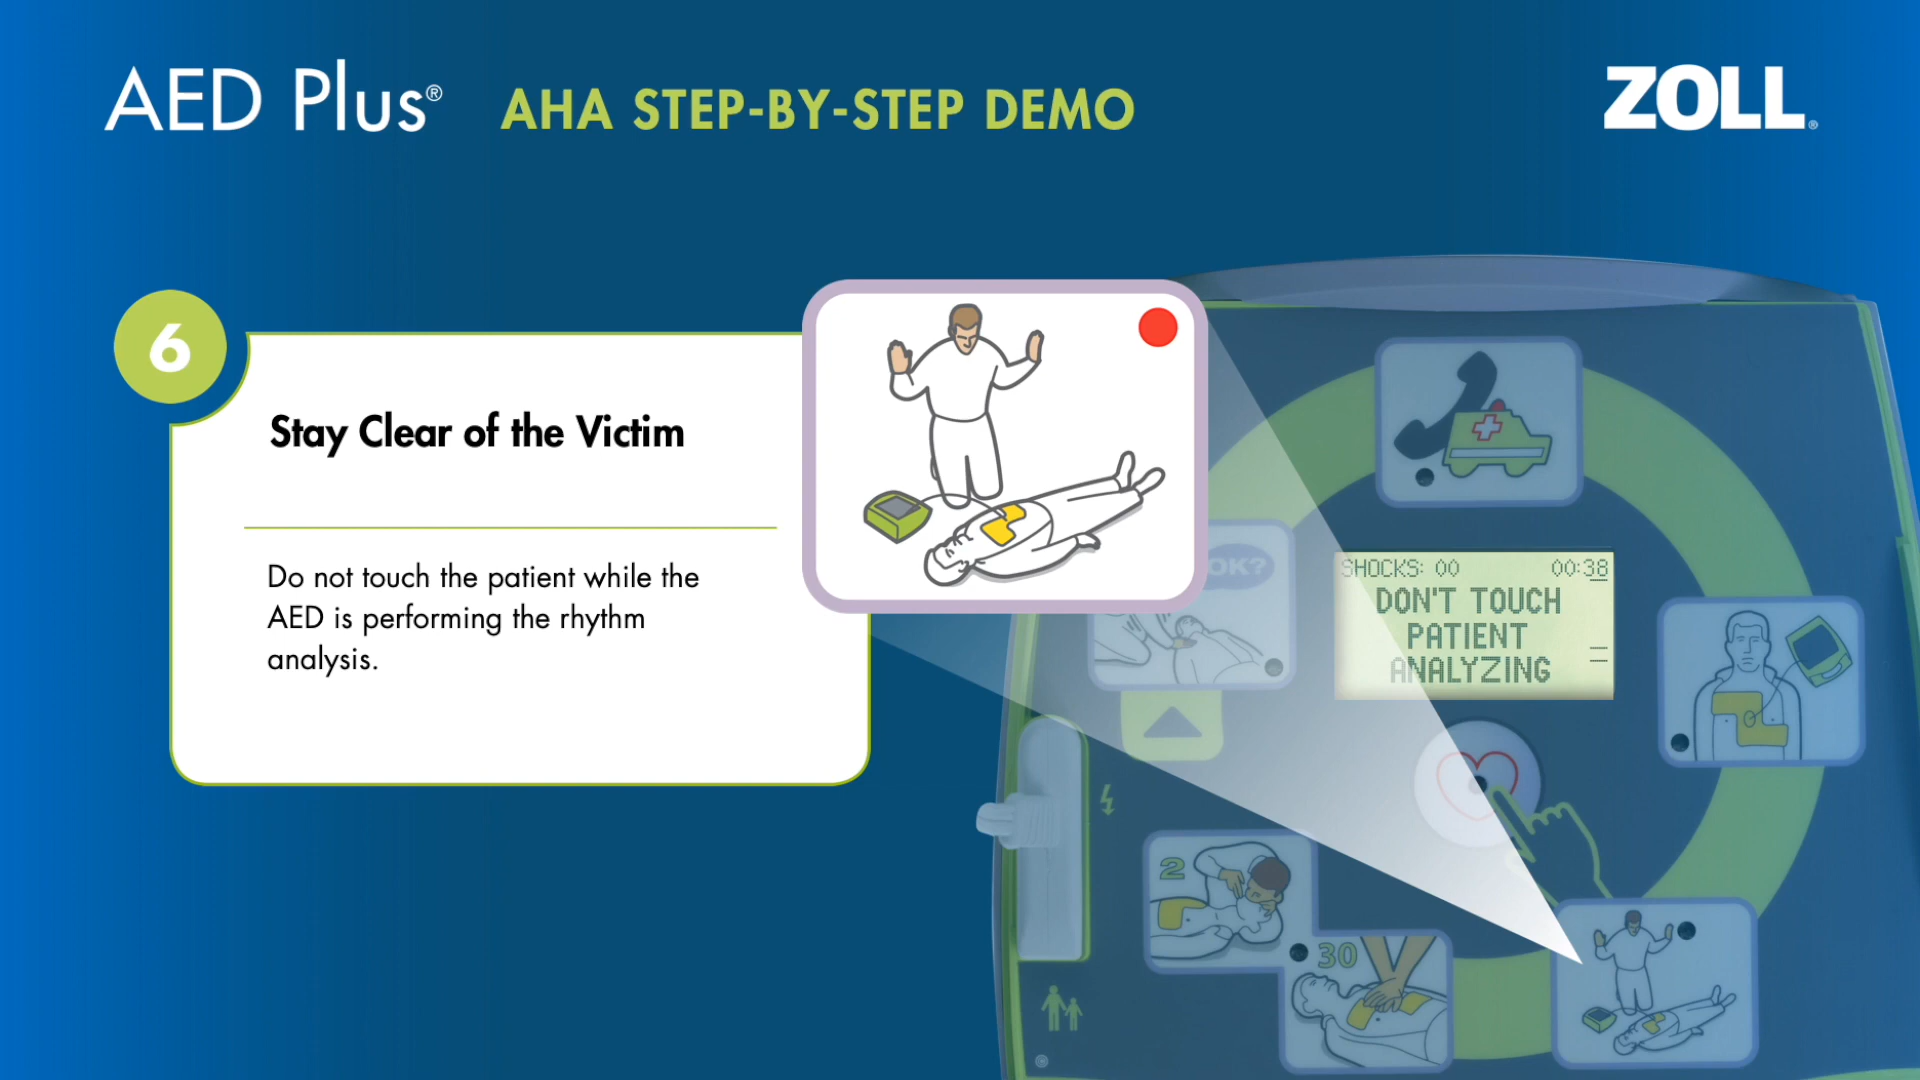 AED Plus®
AHA STEP-BY-STEP DEMO
ZOLL®
6
Stay Clear of the Victim
Do not touch the patient while the
AED is performing the rhythm
analysis.
OK?
SHOCKS: 00 00:38
DON'T TOUCH
PATIENT
ANALYZING
2
30
®